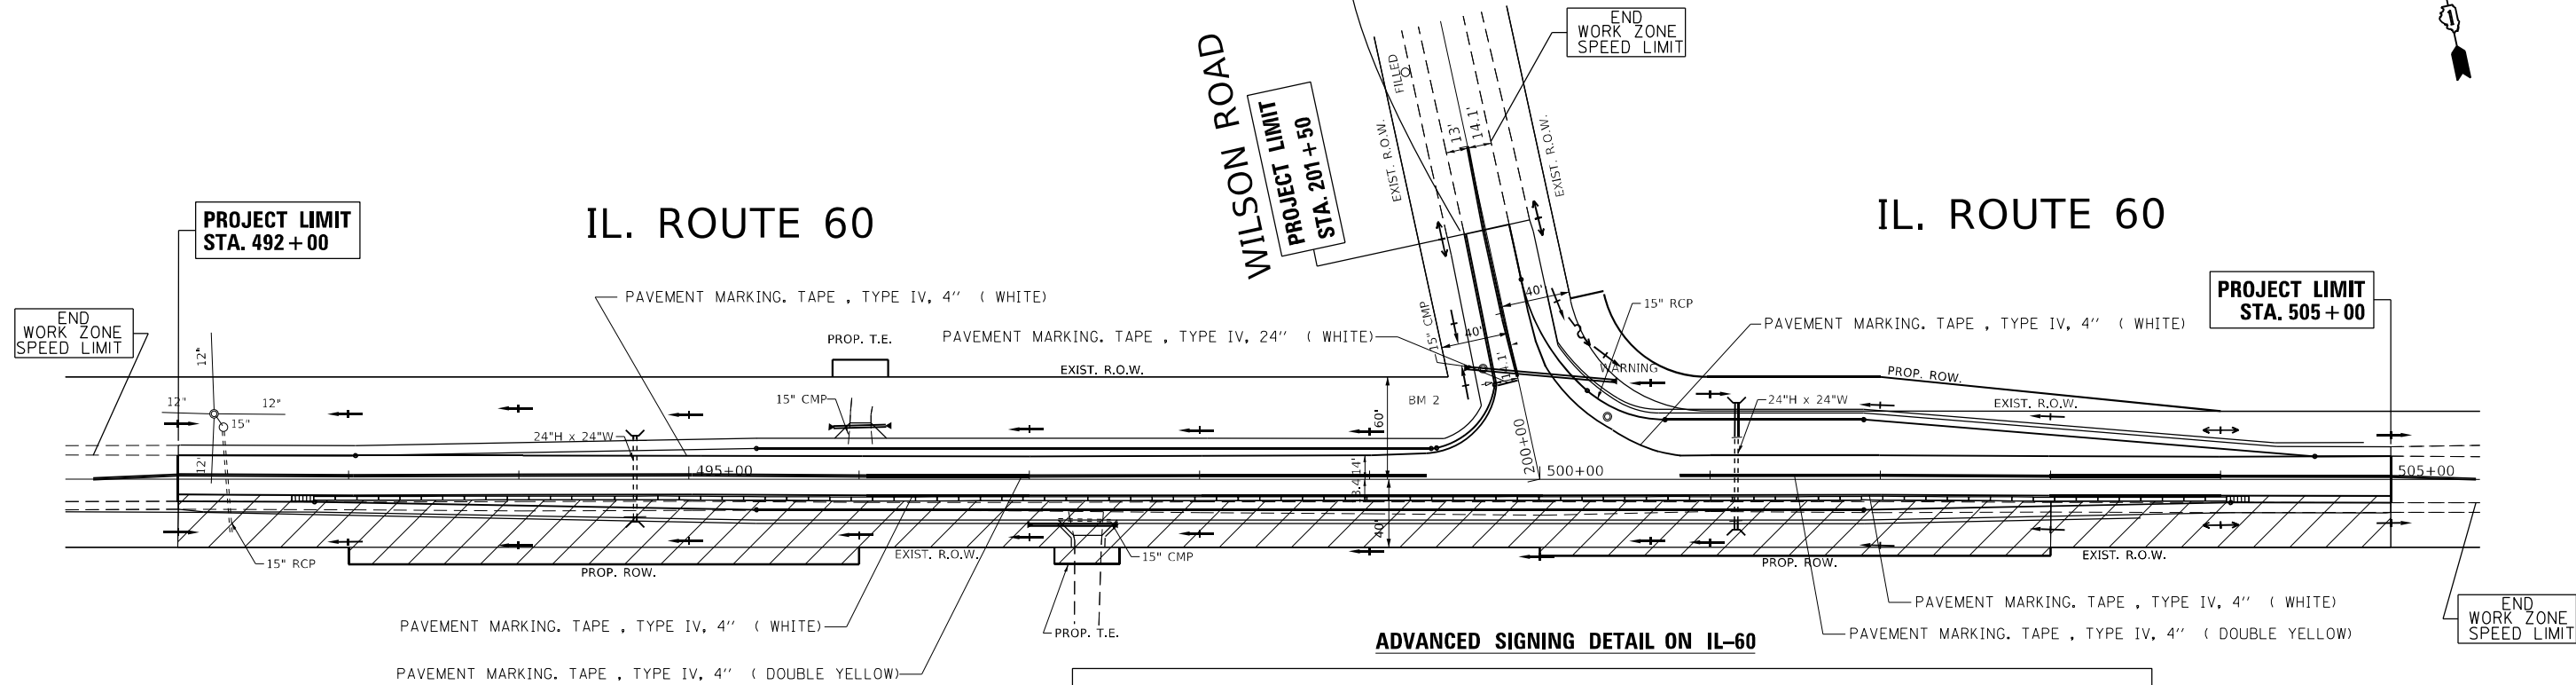 END
WORK ZONE
SPEED LIMIT
WILSON ROAD
PROJECT LIMIT
STA. 201+50
FILLED
EXIST. R.O.W.
13'
14.1'
EXIST. R.O.W.
PROJECT LIMIT
STA. 492+00
IL. ROUTE 60
IL. ROUTE 60
PROJECT LIMIT
STA. 505+00
END
WORK ZONE
SPEED LIMIT
PAVEMENT MARKING. TAPE , TYPE IV, 4'' ( WHITE)
40'
15" RCP
PROP. T.E.
PAVEMENT MARKING. TAPE , TYPE IV, 24'' ( WHITE)
15" CMP
40'
PAVEMENT MARKING. TAPE , TYPE IV, 4'' ( WHITE)
12"
EXIST. R.O.W.
14.1'
WARNING
PROP. ROW.
12"
12"
15" CMP
BM 2
24"H x 24"W
EXIST. R.O.W.
15"
60'
24"H x 24"W
12'
495+00
14'
200+00
500+00
505+00
3.4'
40'
15" RCP
PROP. ROW.
EXIST. R.O.W.
15" CMP
PROP. ROW.
EXIST. R.O.W.
PAVEMENT MARKING. TAPE , TYPE IV, 4'' ( WHITE)
PROP. T.E.
PAVEMENT MARKING. TAPE , TYPE IV, 4'' ( WHITE)
PAVEMENT MARKING. TAPE , TYPE IV, 4'' ( DOUBLE YELLOW)
END
WORK ZONE
SPEED LIMIT
ADVANCED SIGNING DETAIL ON IL-60
PAVEMENT MARKING. TAPE , TYPE IV, 4'' ( DOUBLE YELLOW)